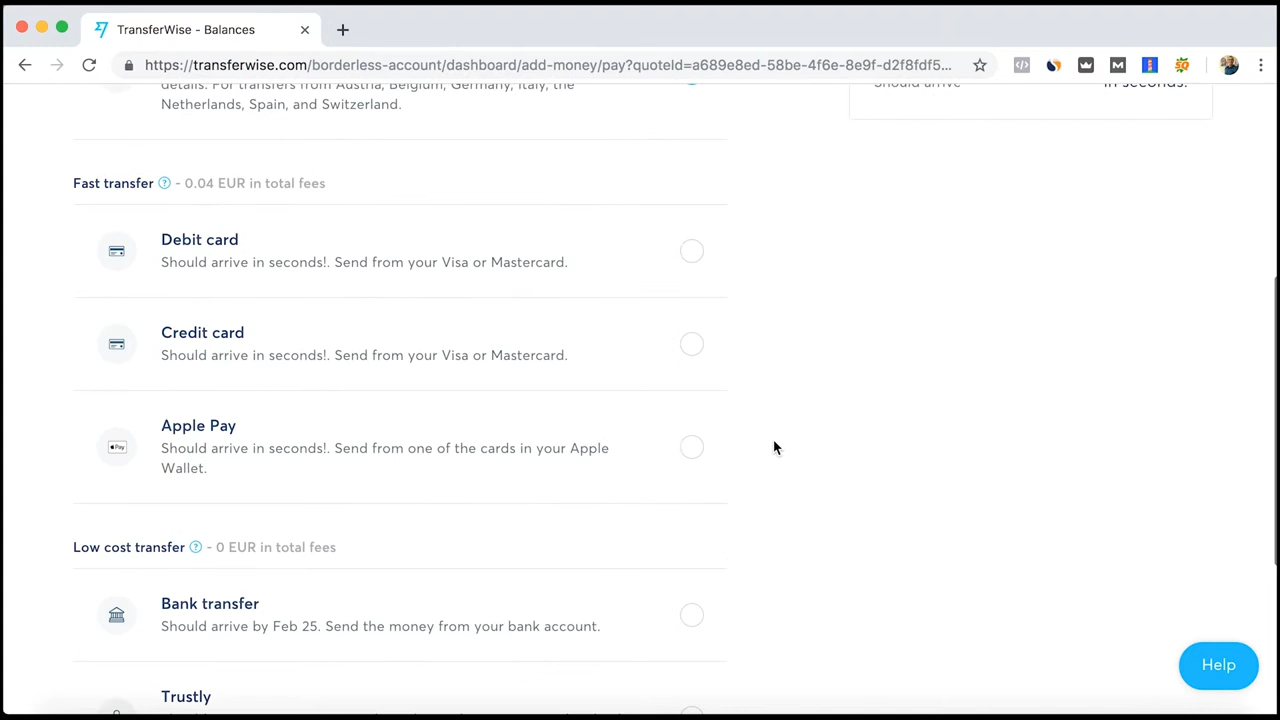 TransferWise - Balances
https://transferwise.com/borderless-account/dashboard/add-money/pay?quoteId=a689e8ed-58be-4f6e-8e9f-d2f8fdf5...
details. For transfers from Austria, Belgium, Germany, Italy, the
Netherlands, Spain, and Switzerland.
Should arrive in seconds!
Fast transfer ? - 0.04 EUR in total fees
Debit card
Should arrive in seconds!. Send from your Visa or Mastercard.
Credit card
Should arrive in seconds!. Send from your Visa or Mastercard.
Apple Pay
Pay
Should arrive in seconds!. Send from one of the cards in your Apple
Wallet.
Low cost transfer ? - 0 EUR in total fees
Bank transfer
Should arrive by Feb 25. Send the money from your bank account.
Trustly
Help